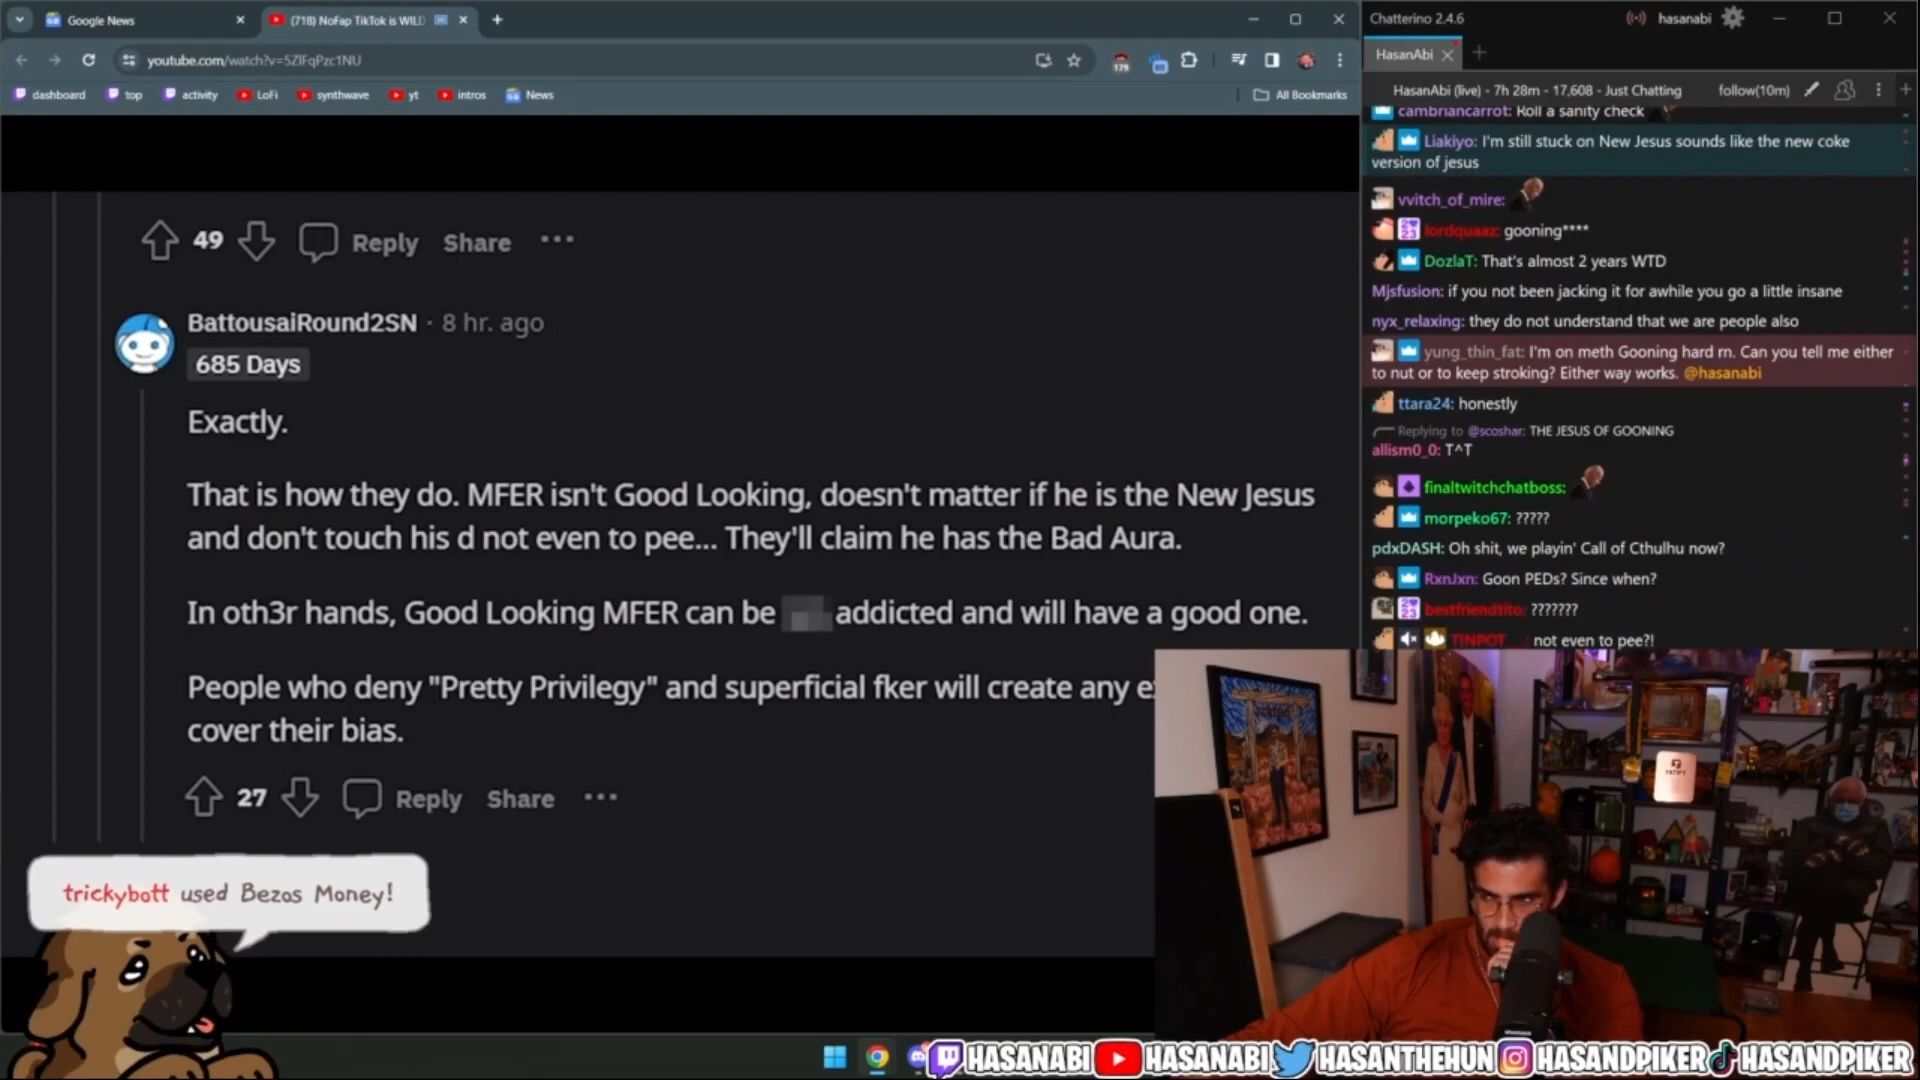 Google News
(718) NoFap TikTok is WILD
youtube.com/watch?v=5ZlFqPzc1NU
179
dashboard
top
activity
LoFi
synthwave
yt
intros
News
All Bookmarks
49
Reply
Share
BattousaiRound2SN · 8 hr. ago
685 Days
Exactly.
That is how they do. MFER isn't Good Looking, doesn't matter if he is the New Jesus
and don't touch his d not even to pee... They'll claim he has the Bad Aura.
In oth3r hands, Good Looking MFER can be addicted and will have a good one.
People who deny "Pretty Privilegy" and superficial fker will create any
cover their bias.
27
Reply
Share
trickybott used Bezos Money!
Chatterino 2.4.6
hasanabi
HasanAbi
HasanAbi (live) - 7h 28m - 17,608 - Just Chatting
follow(10m)
cambriancarrot: Roll a sanity check
Liakiyo: I'm still stuck on New Jesus sounds like the new coke
version of jesus
vvitch_of_mire:
lordquaaz: gooning****
DozlaT: That's almost 2 years WTD
Mjsfusion: if you not been jacking it for awhile you go a little insane
nyx_relaxing: they do not understand that we are people also
yung_thin_fat: I'm on meth Gooning hard rn. Can you tell me either
to nut or to keep stroking? Either way works. @hasanabi
ttara24: honestly
Replying to @scoshar: THE JESUS OF GOONING
allism0_0: T^T
finaltwitchchatboss:
morpeko67: ?????
pdxDASH: Oh shit, we playin' Call of Cthulhu now?
RxnJxn: Goon PEDs? Since when?
bestfriendtito: ???????
TINPOT not even to pee?!
HASANABI
HASANABI
HASANTHEHUN
HASANDPIKER
HASANDPIKER